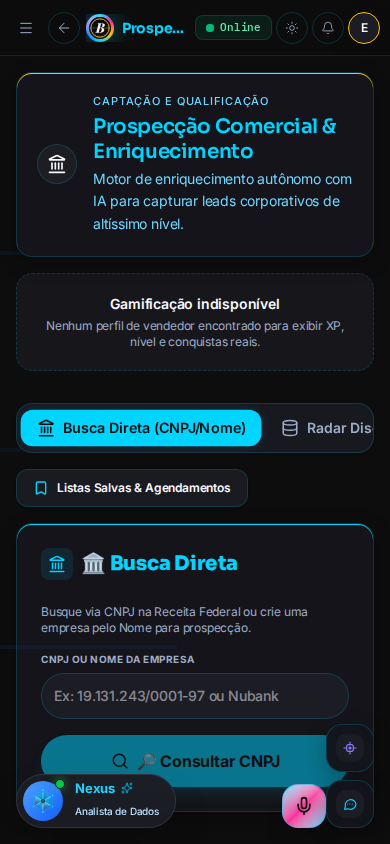 B
Prospe...
Online
E
CAPTAÇÃO E QUALIFICAÇÃO
Prospecção Comercial &
Enriquecimento
Motor de enriquecimento autônomo com
IA para capturar leads corporativos de
altíssimo nível.
Gamificação indisponível
Nenhum perfil de vendedor encontrado para exibir XP,
nível e conquistas reais.
Busca Direta (CNPJ/Nome)
Radar Dis
Listas Salvas & Agendamentos
🏛️ Busca Direta
Busque via CNPJ na Receita Federal ou crie uma
empresa pelo Nome para prospecção.
CNPJ OU NOME DA EMPRESA
Ex: 19.131.243/0001-97 ou Nubank
🔎 Consultar CNPJ
Nexus
Analista de Dados